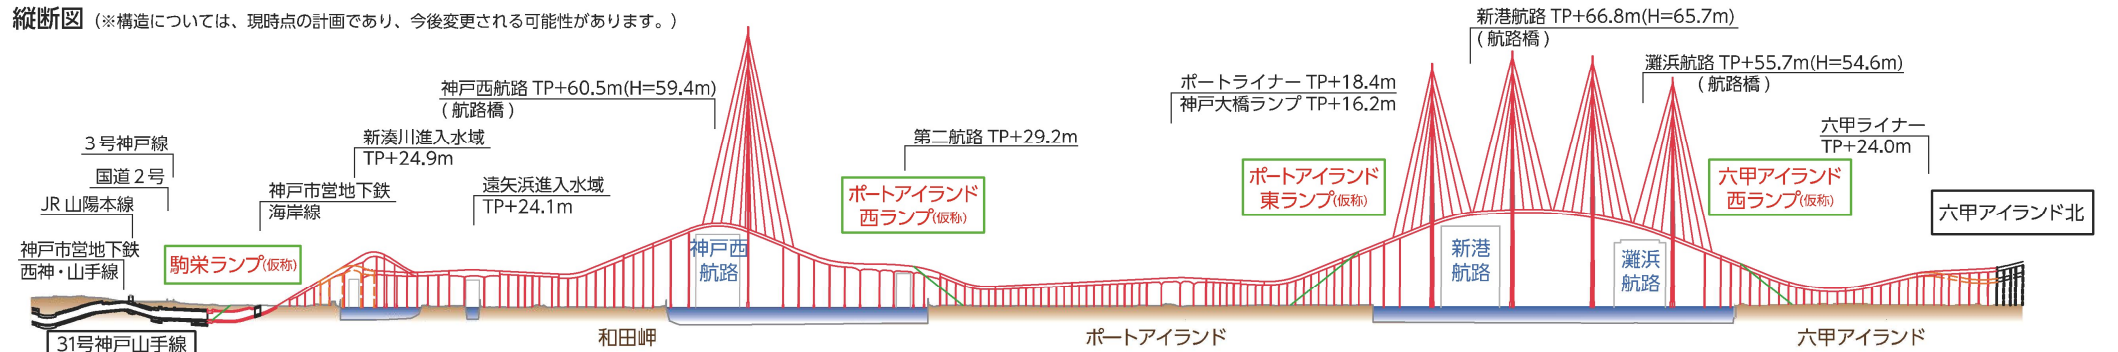 縦断図 (※構造については、現時点の計画であり、今後変更される可能性があります。)
新港航路 TP+66.8m(H=65.7m)
(航路橋)
灘浜航路 TP+55.7m(H=54.6m)
(航路橋)
神戸西航路 TP+60.5m(H=59.4m)
(航路橋)
ポートライナー TP+18.4m
神戸大橋ランプ TP+16.2m
3号神戸線
新湊川進入水域
TP+24.9m
第二航路 TP+29.2m
六甲ライナー
TP+24.0m
国道2号
神戸市営地下鉄
海岸線
遠矢浜進入水域
TP+24.1m
ポートアイランド
西ランプ(仮称)
ポートアイランド
東ランプ(仮称)
六甲アイランド
西ランプ(仮称)
六甲アイランド北
JR山陽本線
神戸市営地下鉄
西神・山手線
駒栄ランプ(仮称)
神戸西
航路
新港
航路
灘浜
航路
31号神戸山手線
和田岬
ポートアイランド
六甲アイランド